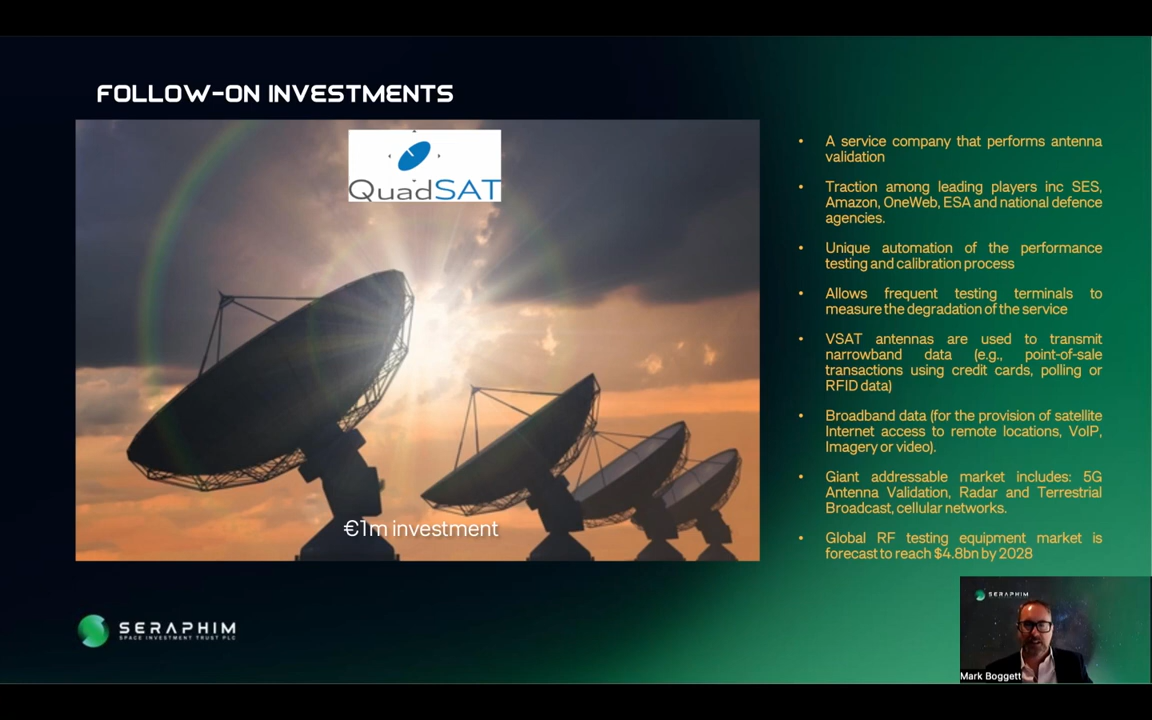 FOLLOW-ON INVESTMENTS
QuadSAT
€1m investment
• A service company that performs antenna
validation
• Traction among leading players inc SES,
Amazon, OneWeb, ESA and national defence
agencies.
• Unique automation of the performance
testing and calibration process
• Allows frequent testing terminals to
measure the degradation of the service
• VSAT antennas are used to transmit
narrowband data (e.g., point-of-sale
transactions using credit cards, polling or
RFID data)
• Broadband data (for the provision of satellite
Internet access to remote locations, VoIP,
Imagery or video).
• Giant addressable market includes: 5G
Antenna Validation, Radar and Terrestrial
Broadcast, cellular networks.
• Global RF testing equipment market is
forecast to reach $4.8bn by 2028
SERAPHIM
SPACE INVESTMENT TRUST PLC
SERAPHIM
Mark Boggett